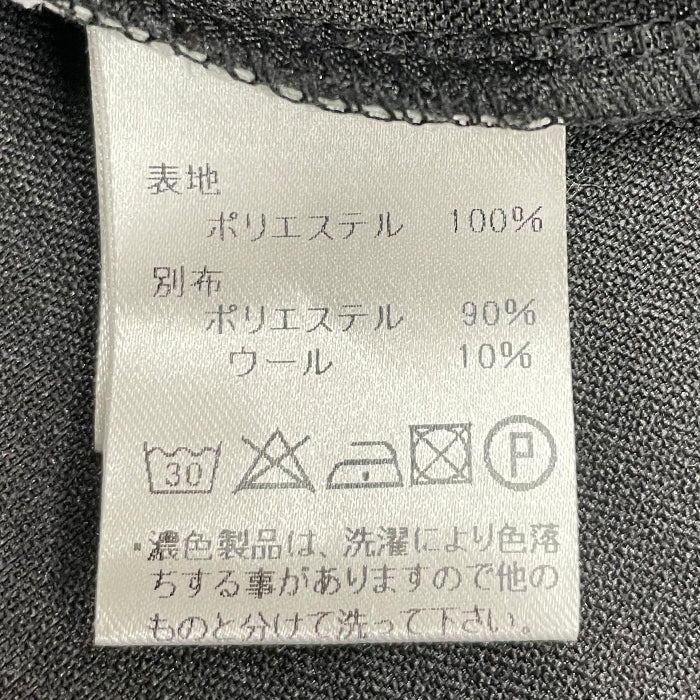 表地
ポリエステル 100%
別布
ポリエステル 90%
ウール 10%
30 P
・濃色製品は、洗濯により色落
ちする事がありますので他の
ものと分けて洗って下さい。